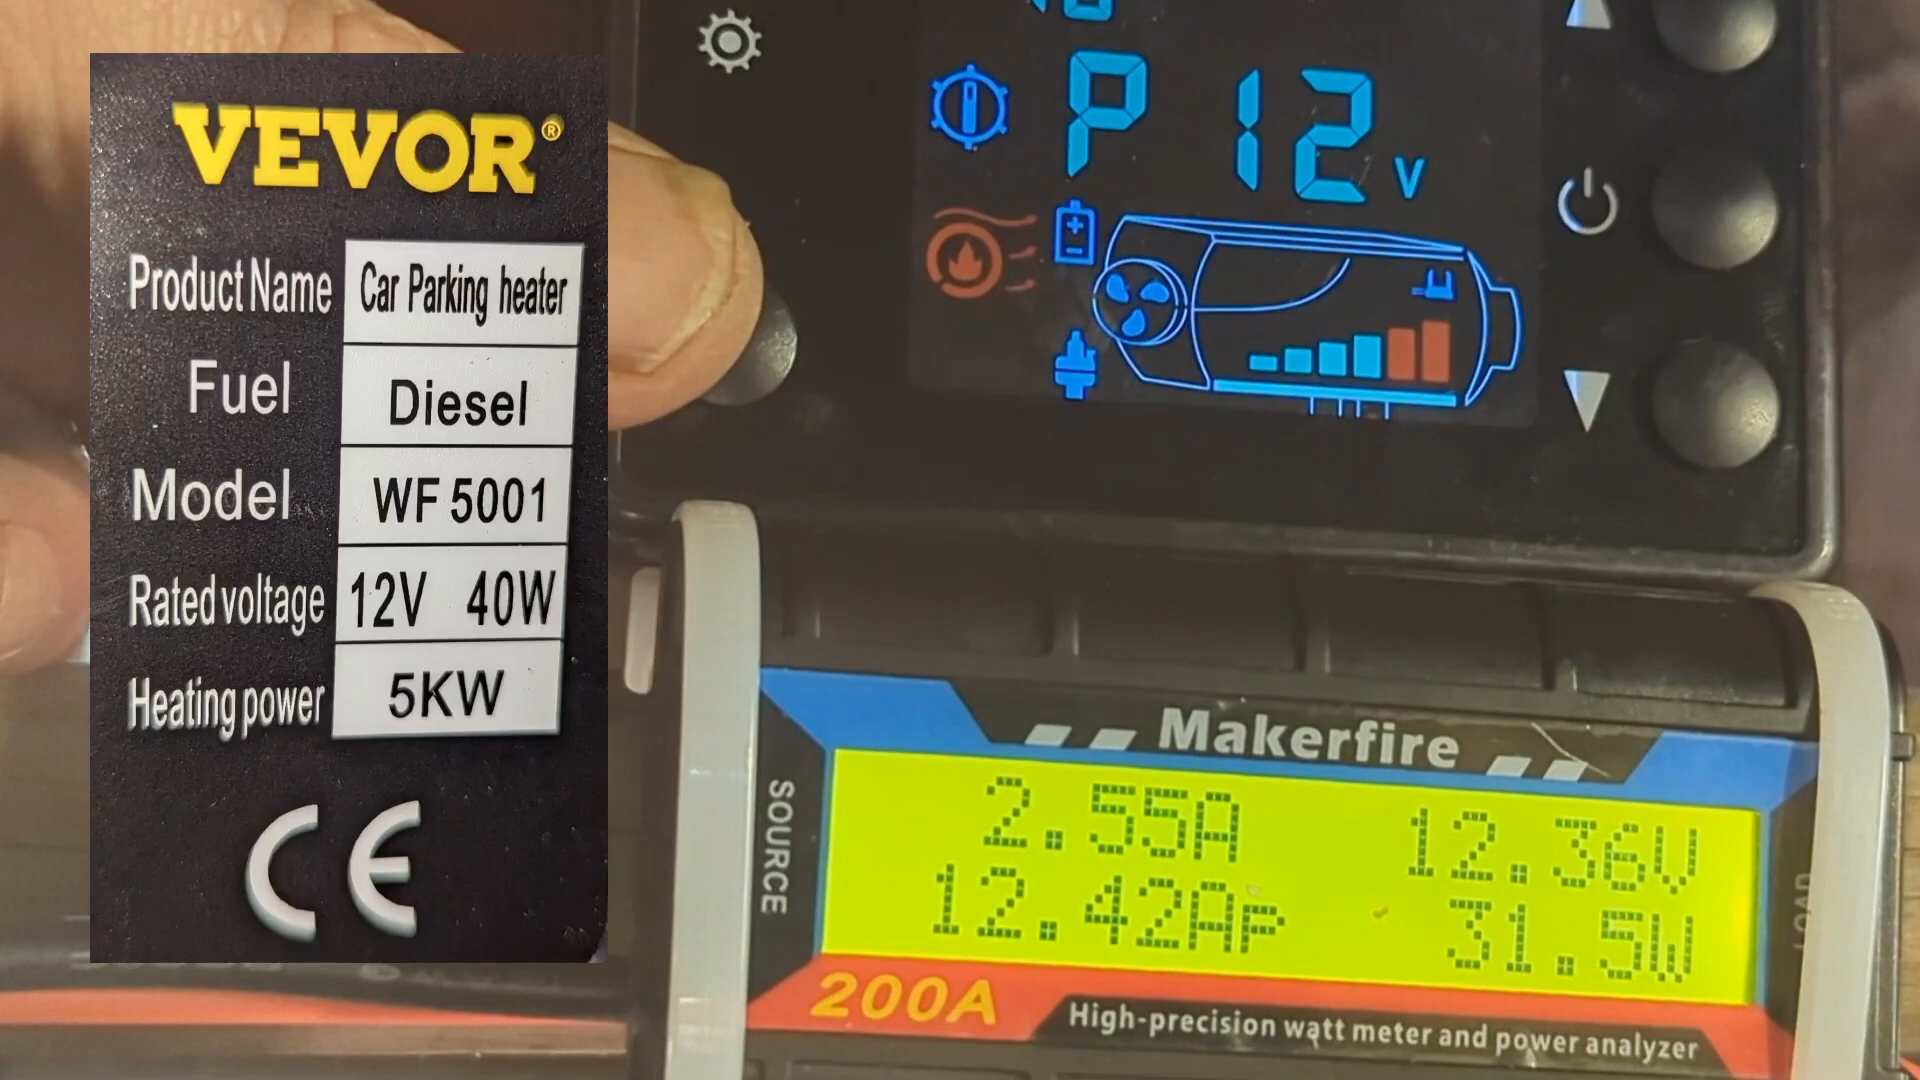 VEVOR®
Product Name Car Parking heater
Fuel Diesel
Model WF 5001
Rated voltage 12V 40W
Heating power 5KW
CE
P 12 v
Makerfire
SOURCE
LOAD
2.55A 12.36V
12.42Ap 31.5W
200A
High-precision watt meter and power analyzer